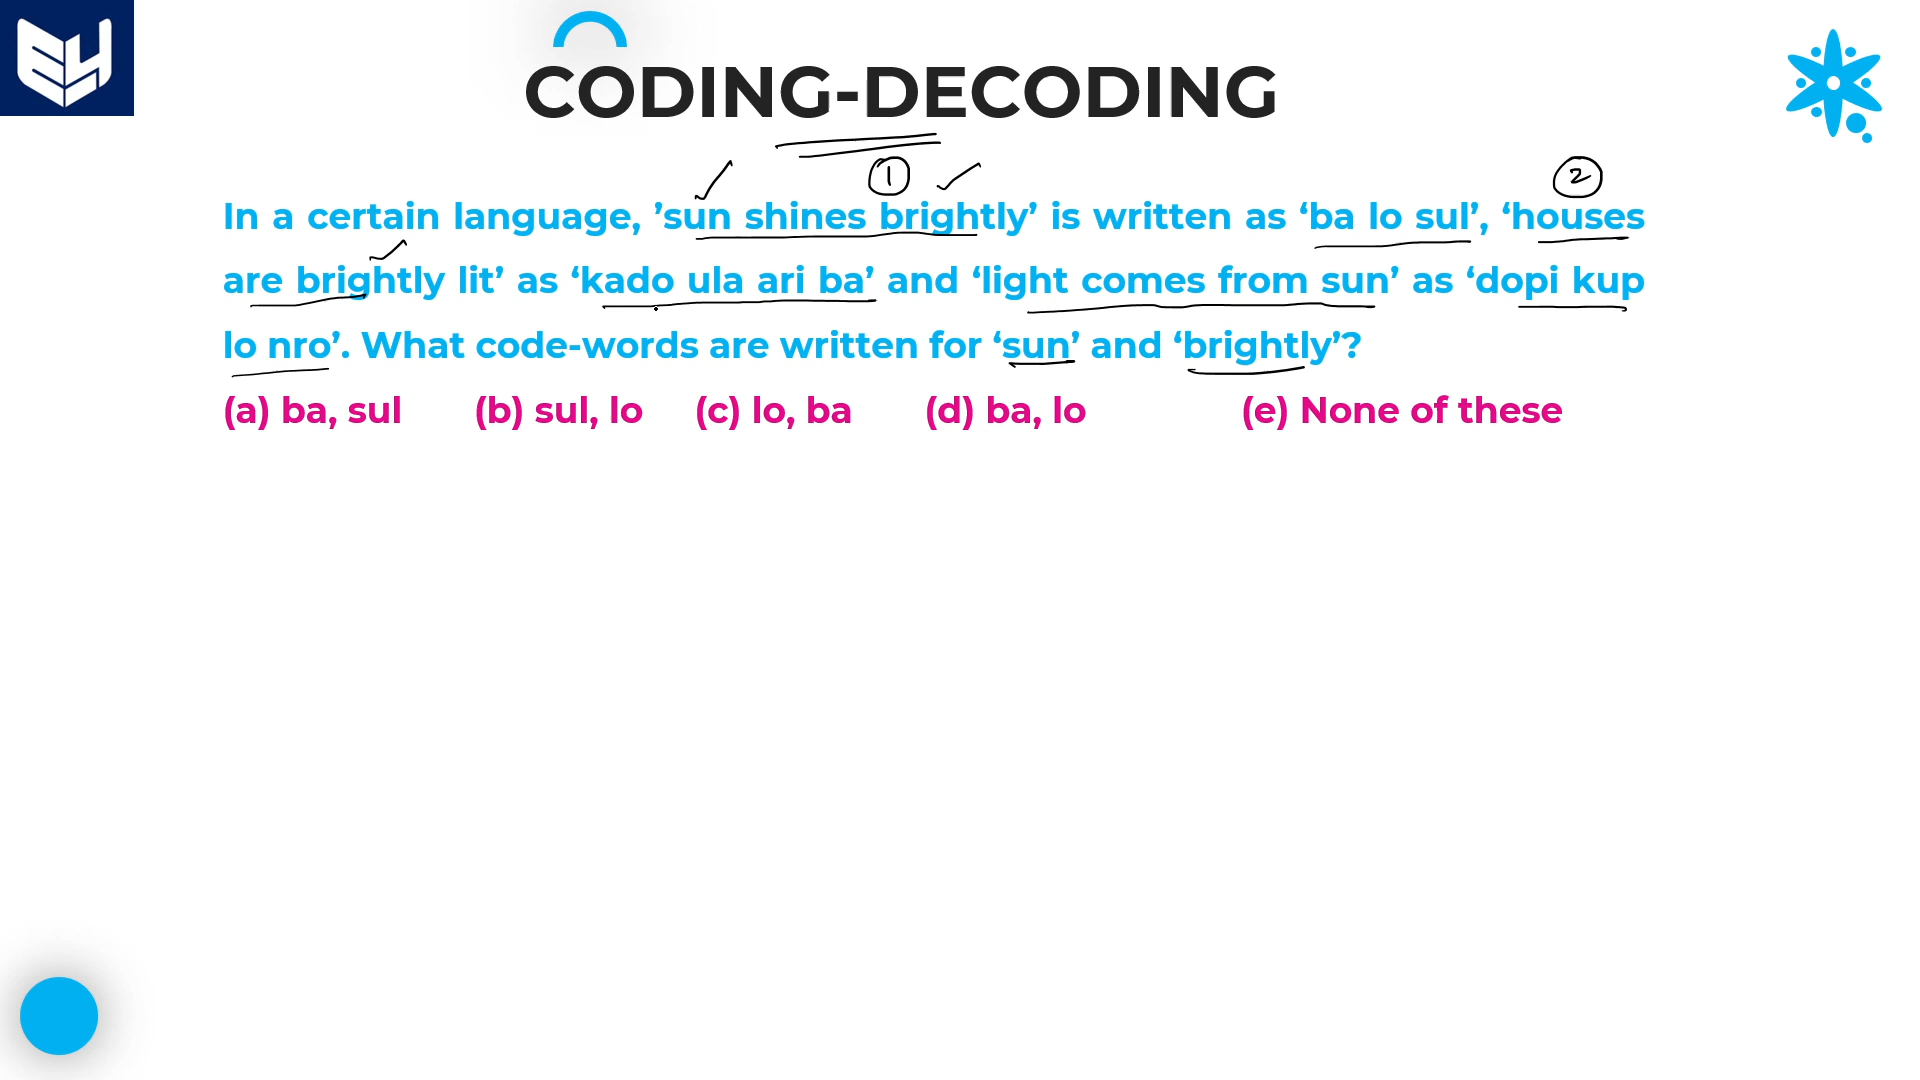 CODING-DECODING
1 2
In a certain language, ’sun shines brightly’ is written as ‘ba lo sul’, ‘houses
are brightly lit’ as ‘kado ula ari ba’ and ‘light comes from sun’ as ‘dopi kup
lo nro’. What code-words are written for ‘sun’ and ‘brightly’?
(a) ba, sul (b) sul, lo (c) lo, ba (d) ba, lo (e) None of these